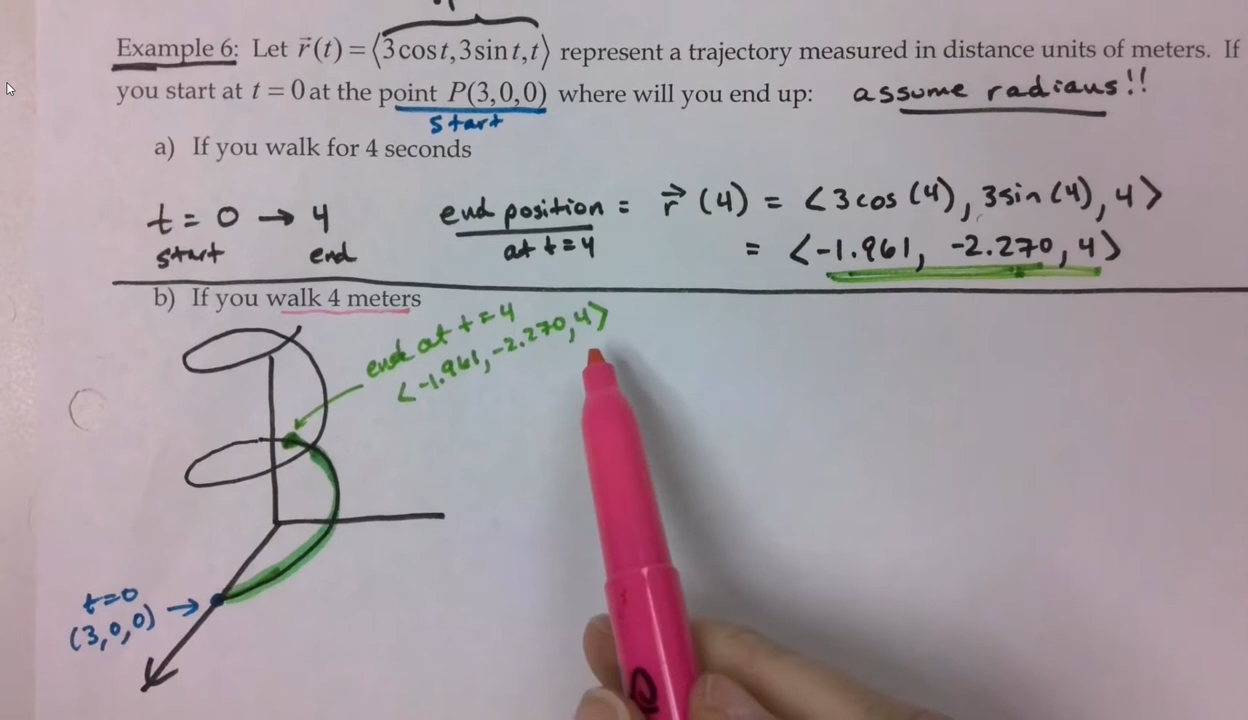 Example 6: Let r⃗(t) = ⟨3cos t, 3sin t, t⟩ represent a trajectory measured in distance units of meters. If
you start at t = 0 at the point P(3,0,0) where will you end up: assume radians!!
start
a) If you walk for 4 seconds
t = 0 → 4 end position = r⃗(4) = <3cos(4), 3sin(4), 4>
start end at t=4 = <-1.961, -2.270, 4>
b) If you walk 4 meters
end at t=4
<-1.961, -2.270, 4>
t=0
(3,0,0) →